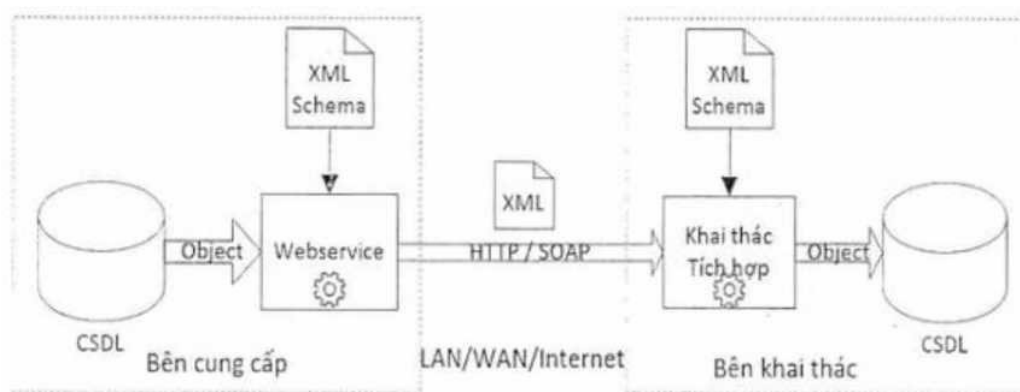 XML
Schema
XML
Schema
XML
Object
Webservice
HTTP / SOAP
Khai thác
Tích hợp
Object
CSDL
Bên cung cấp
LAN/WAN/Internet
Bên khai thác
CSDL